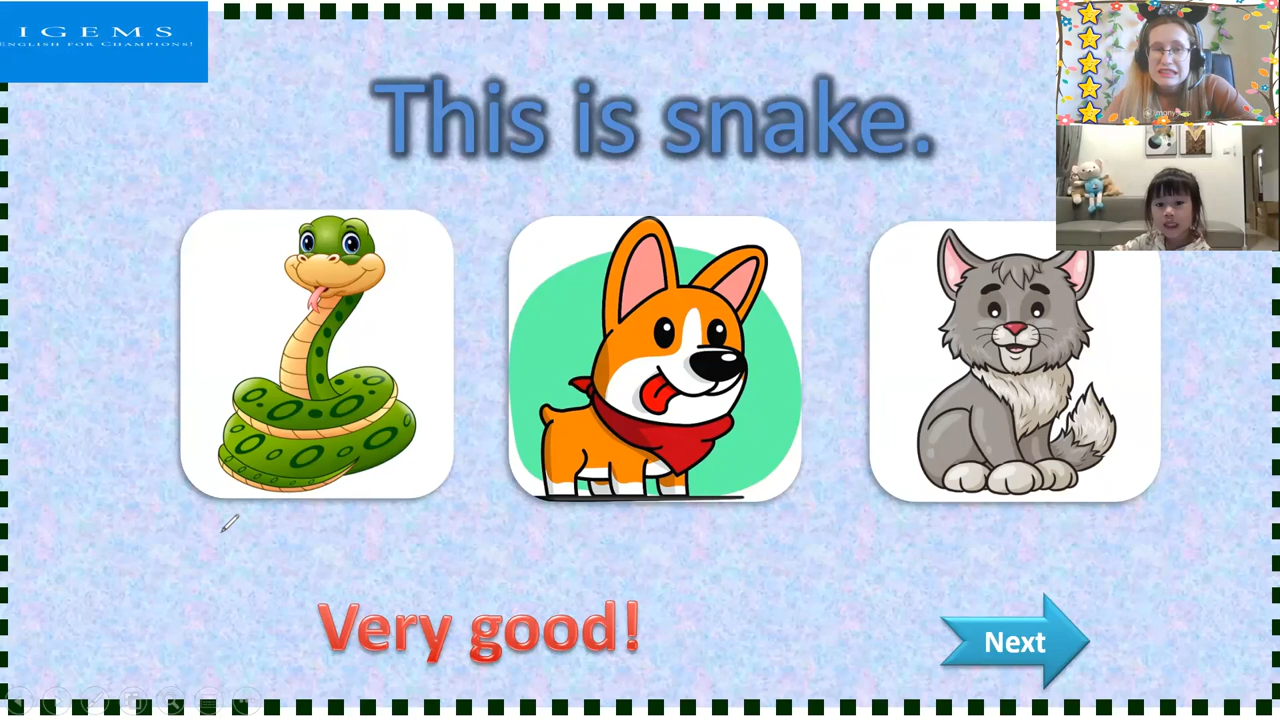 IGEMS
ENGLISH FOR CHAMPIONS!
This is snake.
Very good!
Next